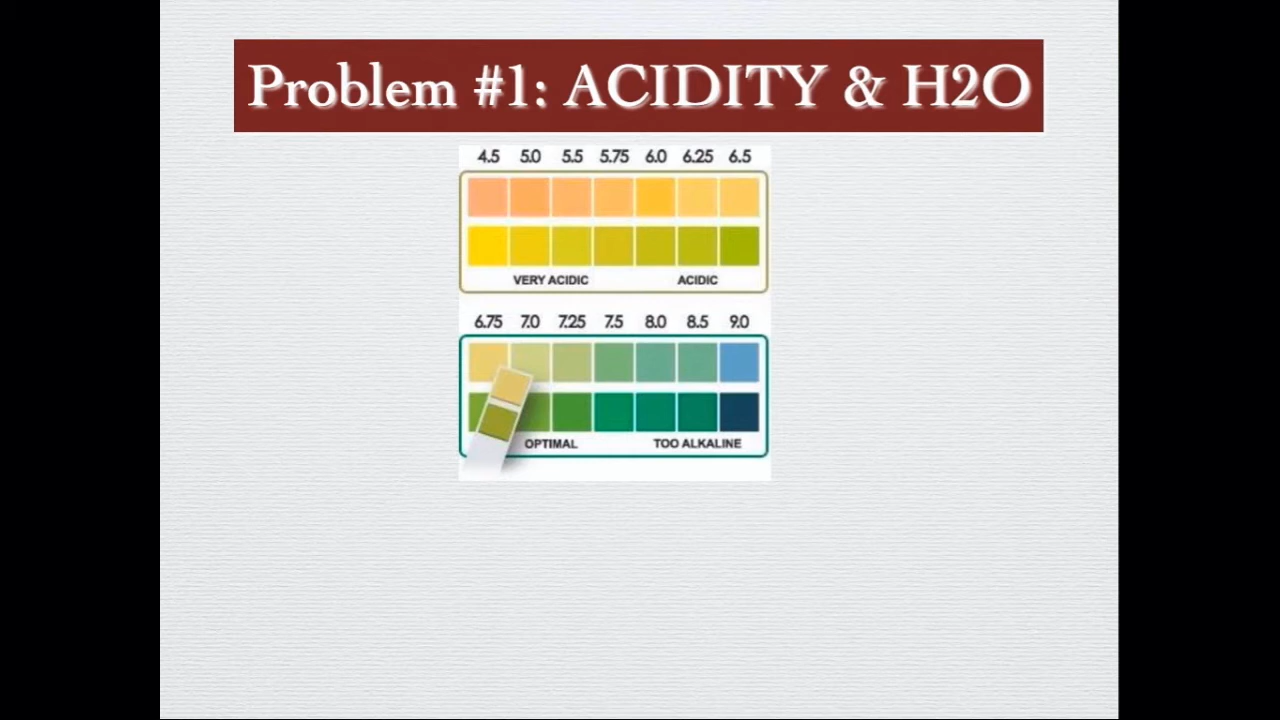 Problem #1: ACIDITY & H2O
4.5 5.0 5.5 5.75 6.0 6.25 6.5
VERY ACIDIC ACIDIC
6.75 7.0 7.25 7.5 8.0 8.5 9.0
OPTIMAL TOO ALKALINE